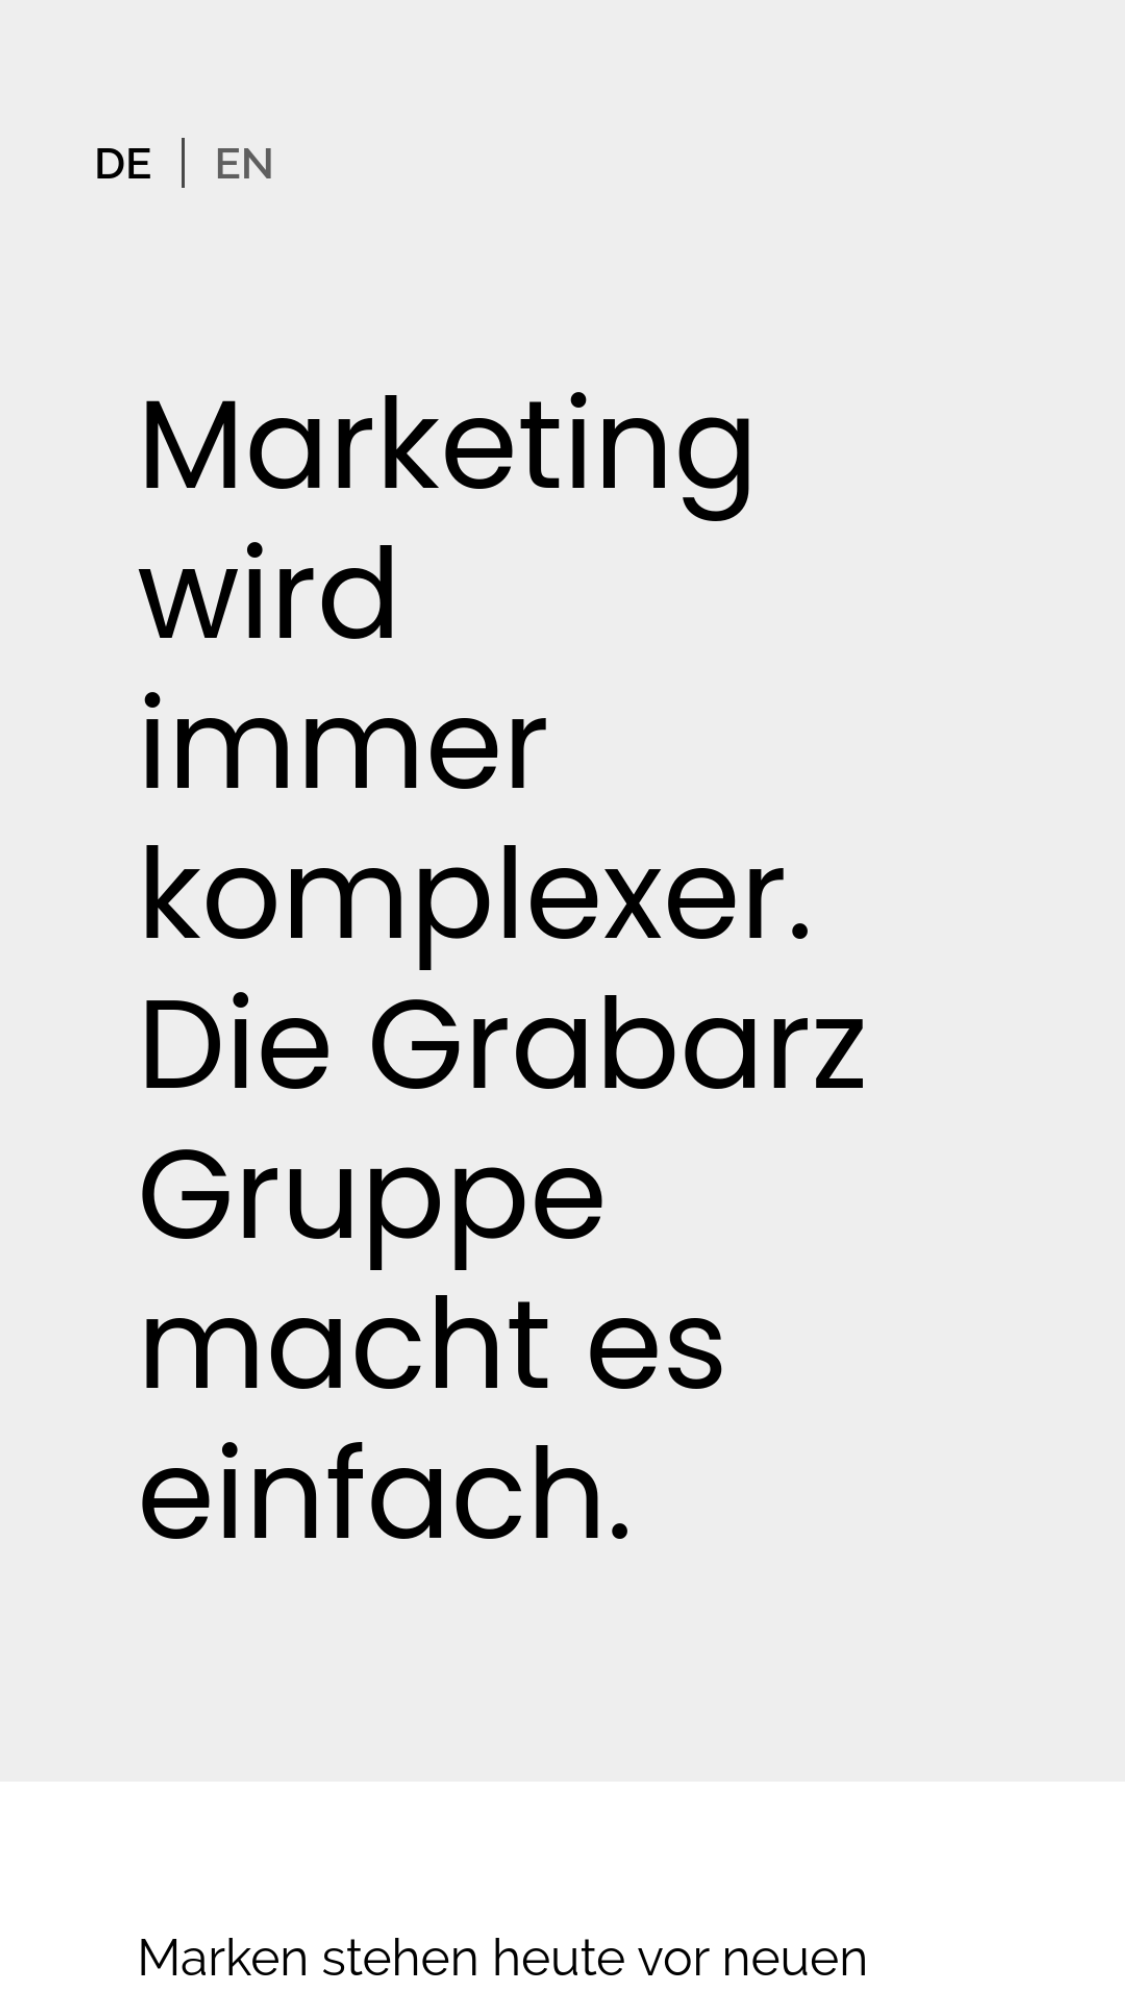 DE | EN
Marketing
wird
immer
komplexer.
Die Grabarz
Gruppe
macht es
einfach.
Marken stehen heute vor neuen